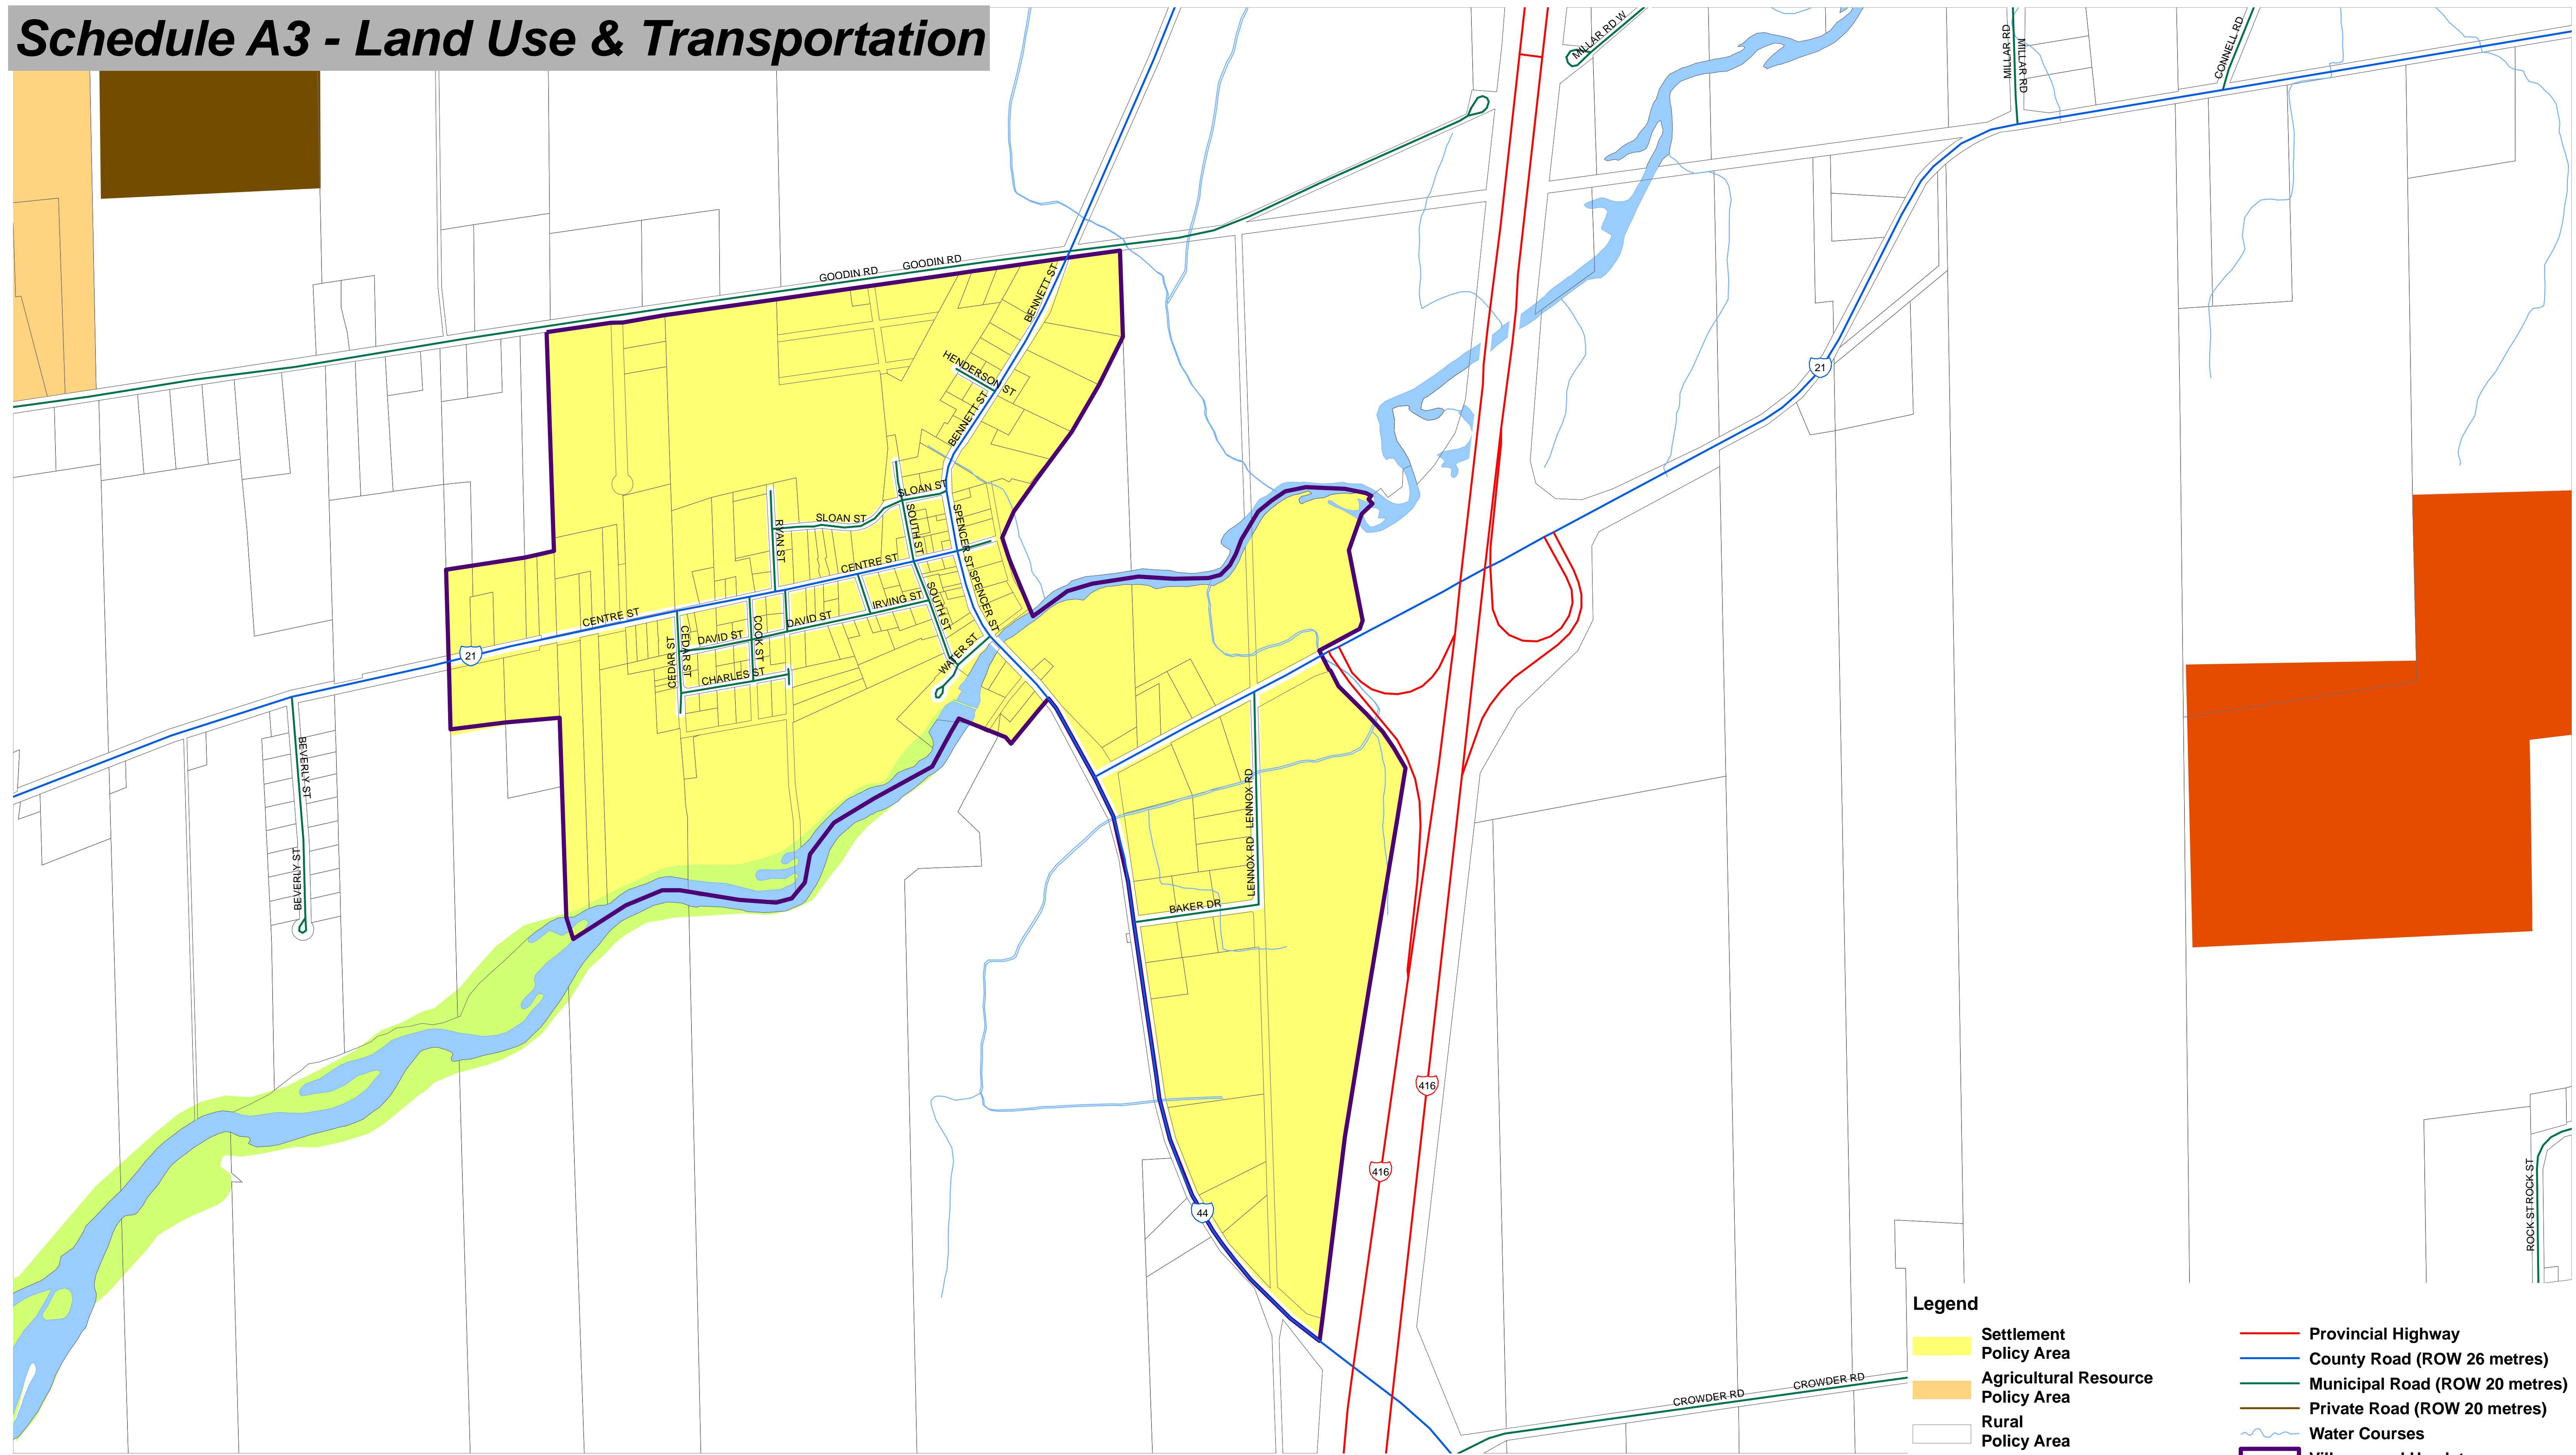 Schedule A3 - Land Use & Transportation
MILLAR RD W
MILLAR RD
MILLAR RD
CONNELL RD
GOODIN RD
GOODIN RD
BENNETT ST
HENDERSON ST
BENNETT ST
21
SLOAN ST
SLOAN ST
RYAN ST
SOUTH ST
SPENCER ST
SPENCER ST
CENTRE ST
CENTRE ST
IRVING ST
SOUTH ST
DAVID ST
DAVID ST
COOK ST
CEDAR ST
CEDAR ST
CHARLES ST
WATER ST
21
BEVERLY ST
BEVERLY ST
LENNOX RD
LENNOX RD
BAKER DR
416
416
44
ROCK ST
ROCK ST
CROWDER RD
CROWDER RD
Legend
Settlement
Policy Area
Agricultural Resource
Policy Area
Rural
Policy Area
Provincial Highway
County Road (ROW 26 metres)
Municipal Road (ROW 20 metres)
Private Road (ROW 20 metres)
Water Courses